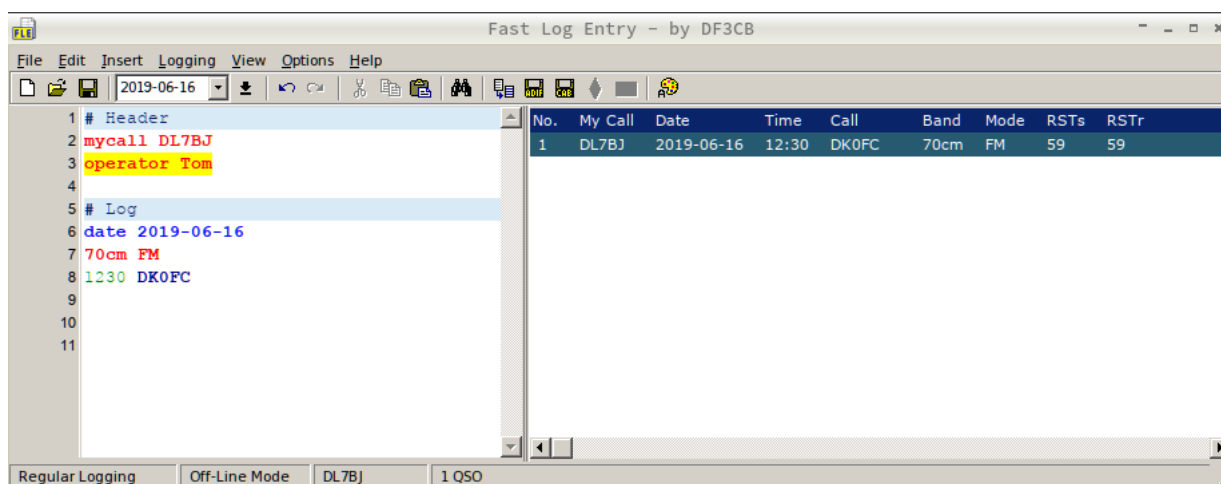 FLE Fast Log Entry - by DF3CB
File Edit Insert Logging View Options Help
2019-06-16 ADIF CAB A
1 # Header
2 mycall DL7BJ
3 operator Tom
4
5 # Log
6 date 2019-06-16
7 70cm FM
8 1230 DK0FC
9
10
11
No. My Call Date Time Call Band Mode RSTs RSTr
1 DL7BJ 2019-06-16 12:30 DK0FC 70cm FM 59 59
Regular Logging Off-Line Mode DL7BJ 1 QSO